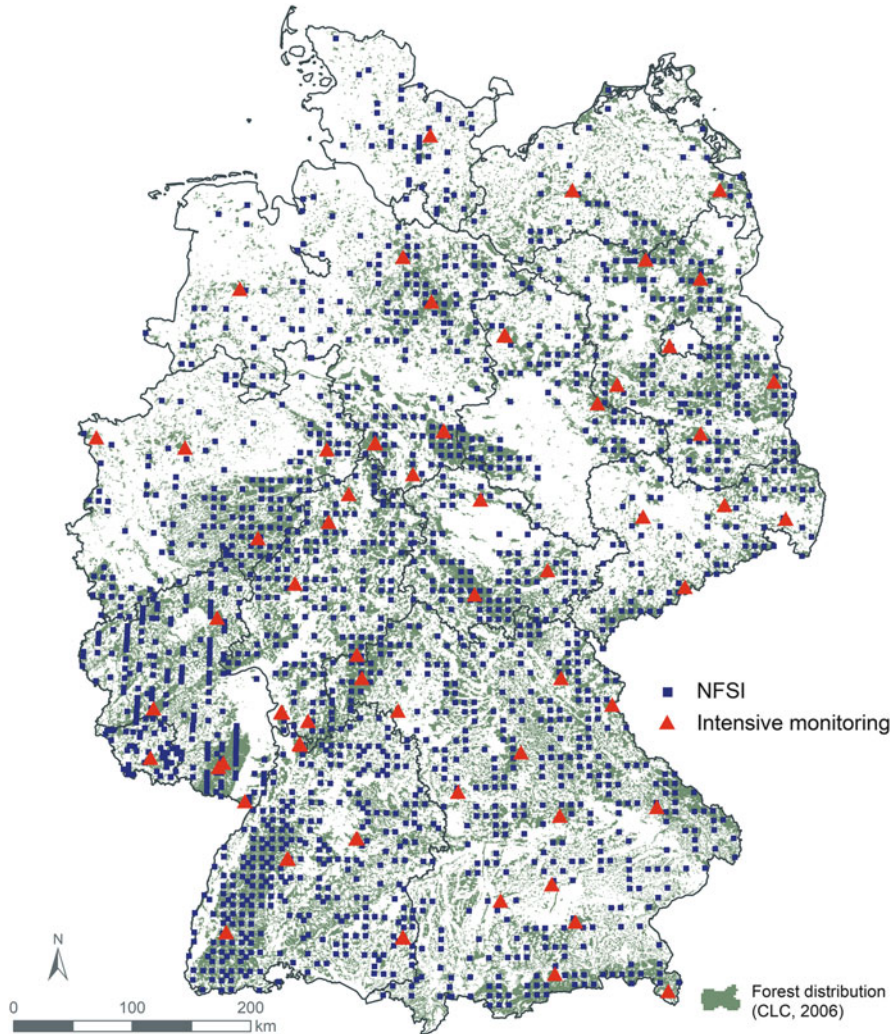 NFSI
Intensive monitoring
N
0 100 200
km
Forest distribution
(CLC, 2006)